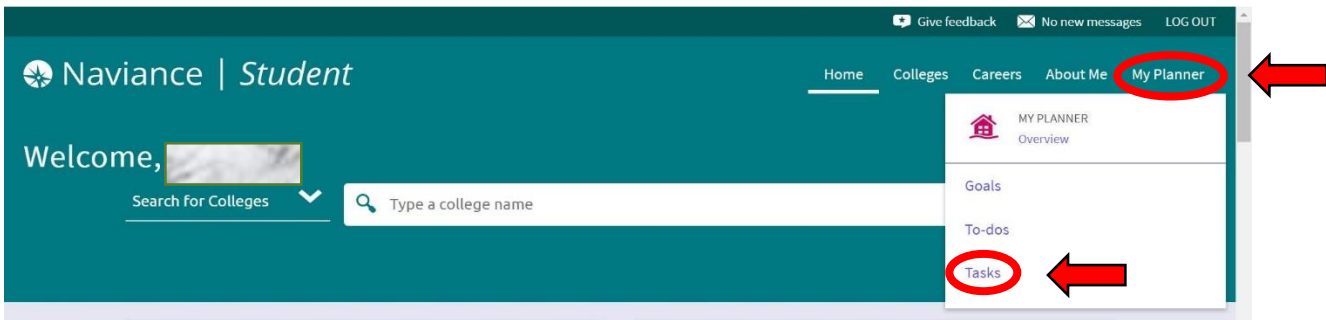 Give feedback No new messages LOG OUT
Naviance | Student
Home Colleges Careers About Me My Planner
MY PLANNER
Overview
Welcome,
Search for Colleges
Type a college name
Goals
To-dos
Tasks